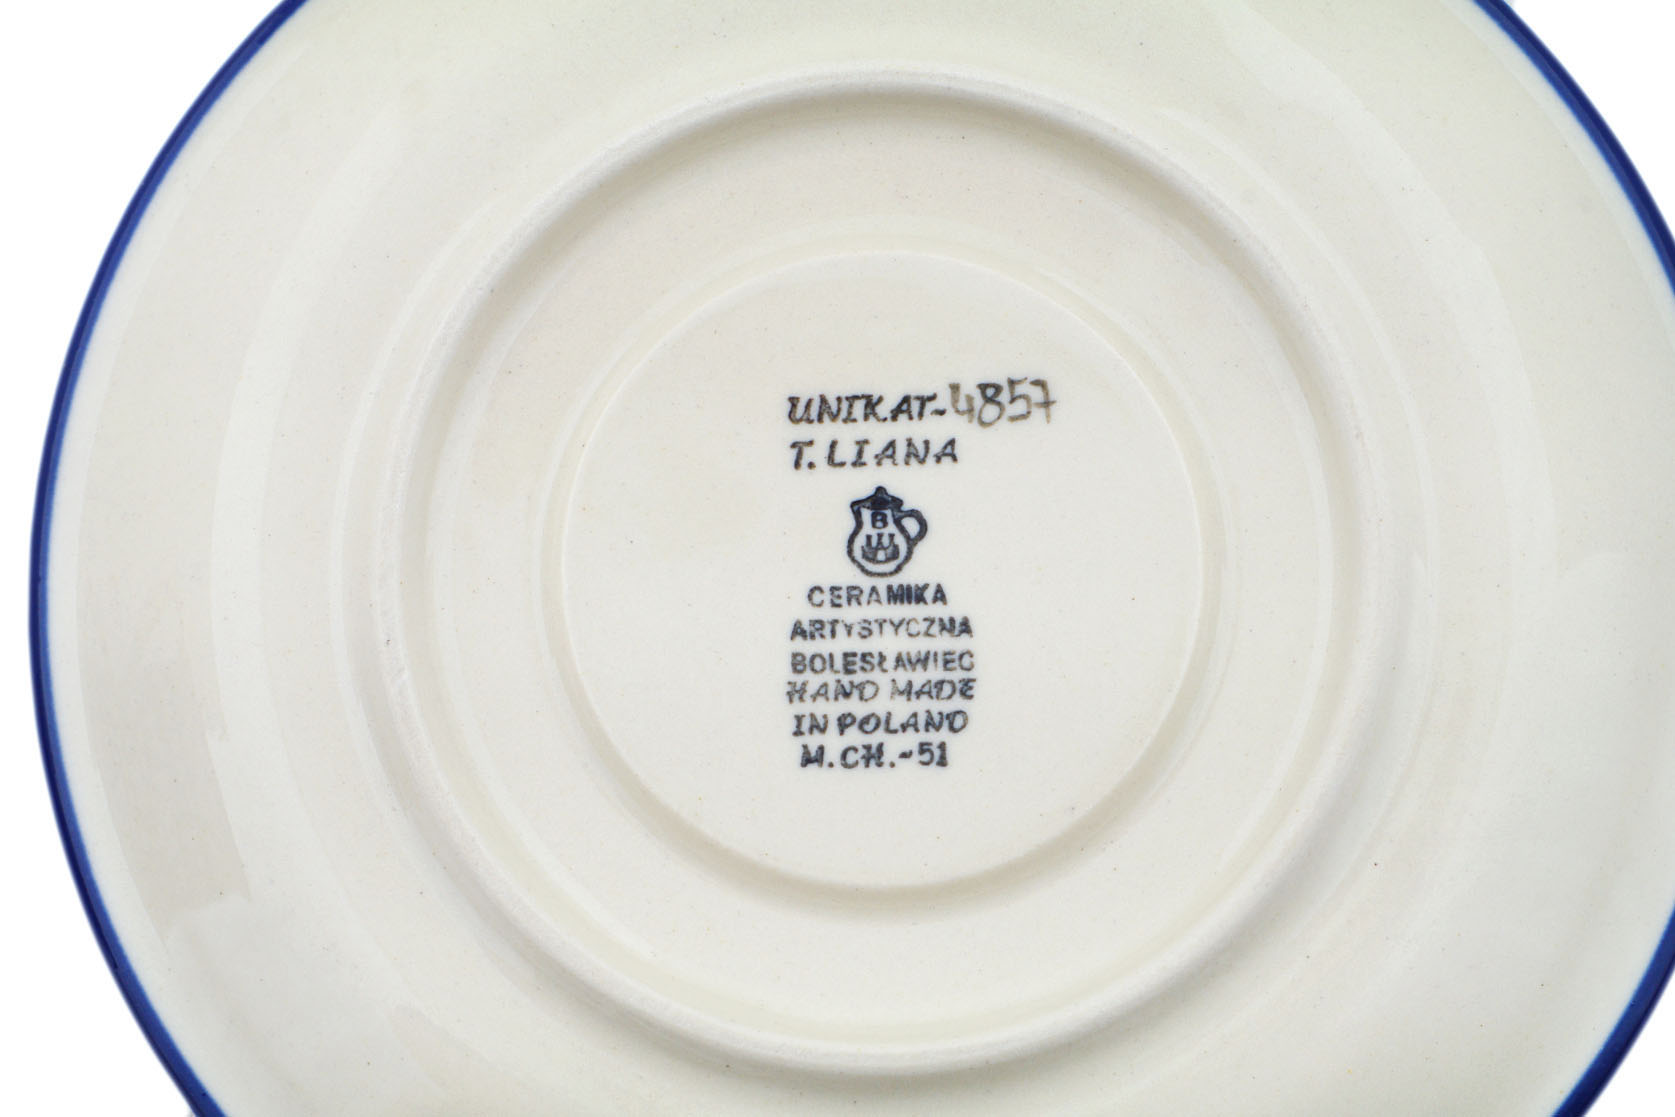 UNIKAT-4857
T. LIANA
B
CERAMIKA
ARTYSTYCZNA
BOLESŁAWIEC
HAND MADE
IN POLAND
M.CH.-51